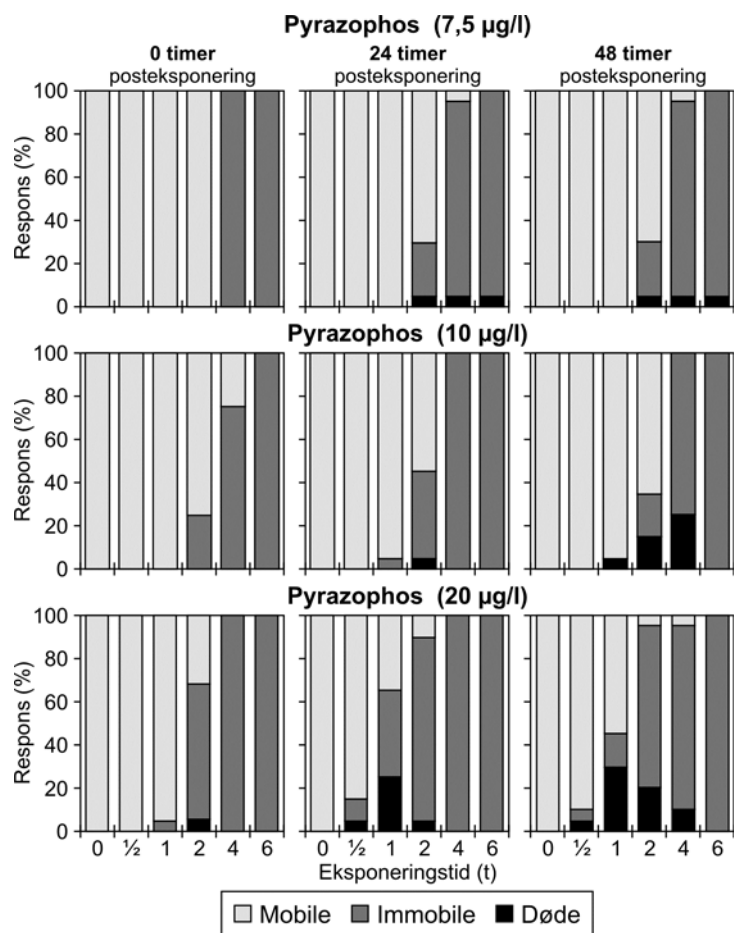 Pyrazophos (7,5 µg/l)
0 timer 24 timer 48 timer
posteksponering posteksponering posteksponering
Respons (%)
100
80
60
40
20
0
Pyrazophos (10 µg/l)
Respons (%)
100
80
60
40
20
0
Pyrazophos (20 µg/l)
Respons (%)
100
80
60
40
20
0
0 ½ 1 2 4 6 0 ½ 1 2 4 6 0 ½ 1 2 4 6
Eksponeringstid (t)
Mobile Immobile Døde